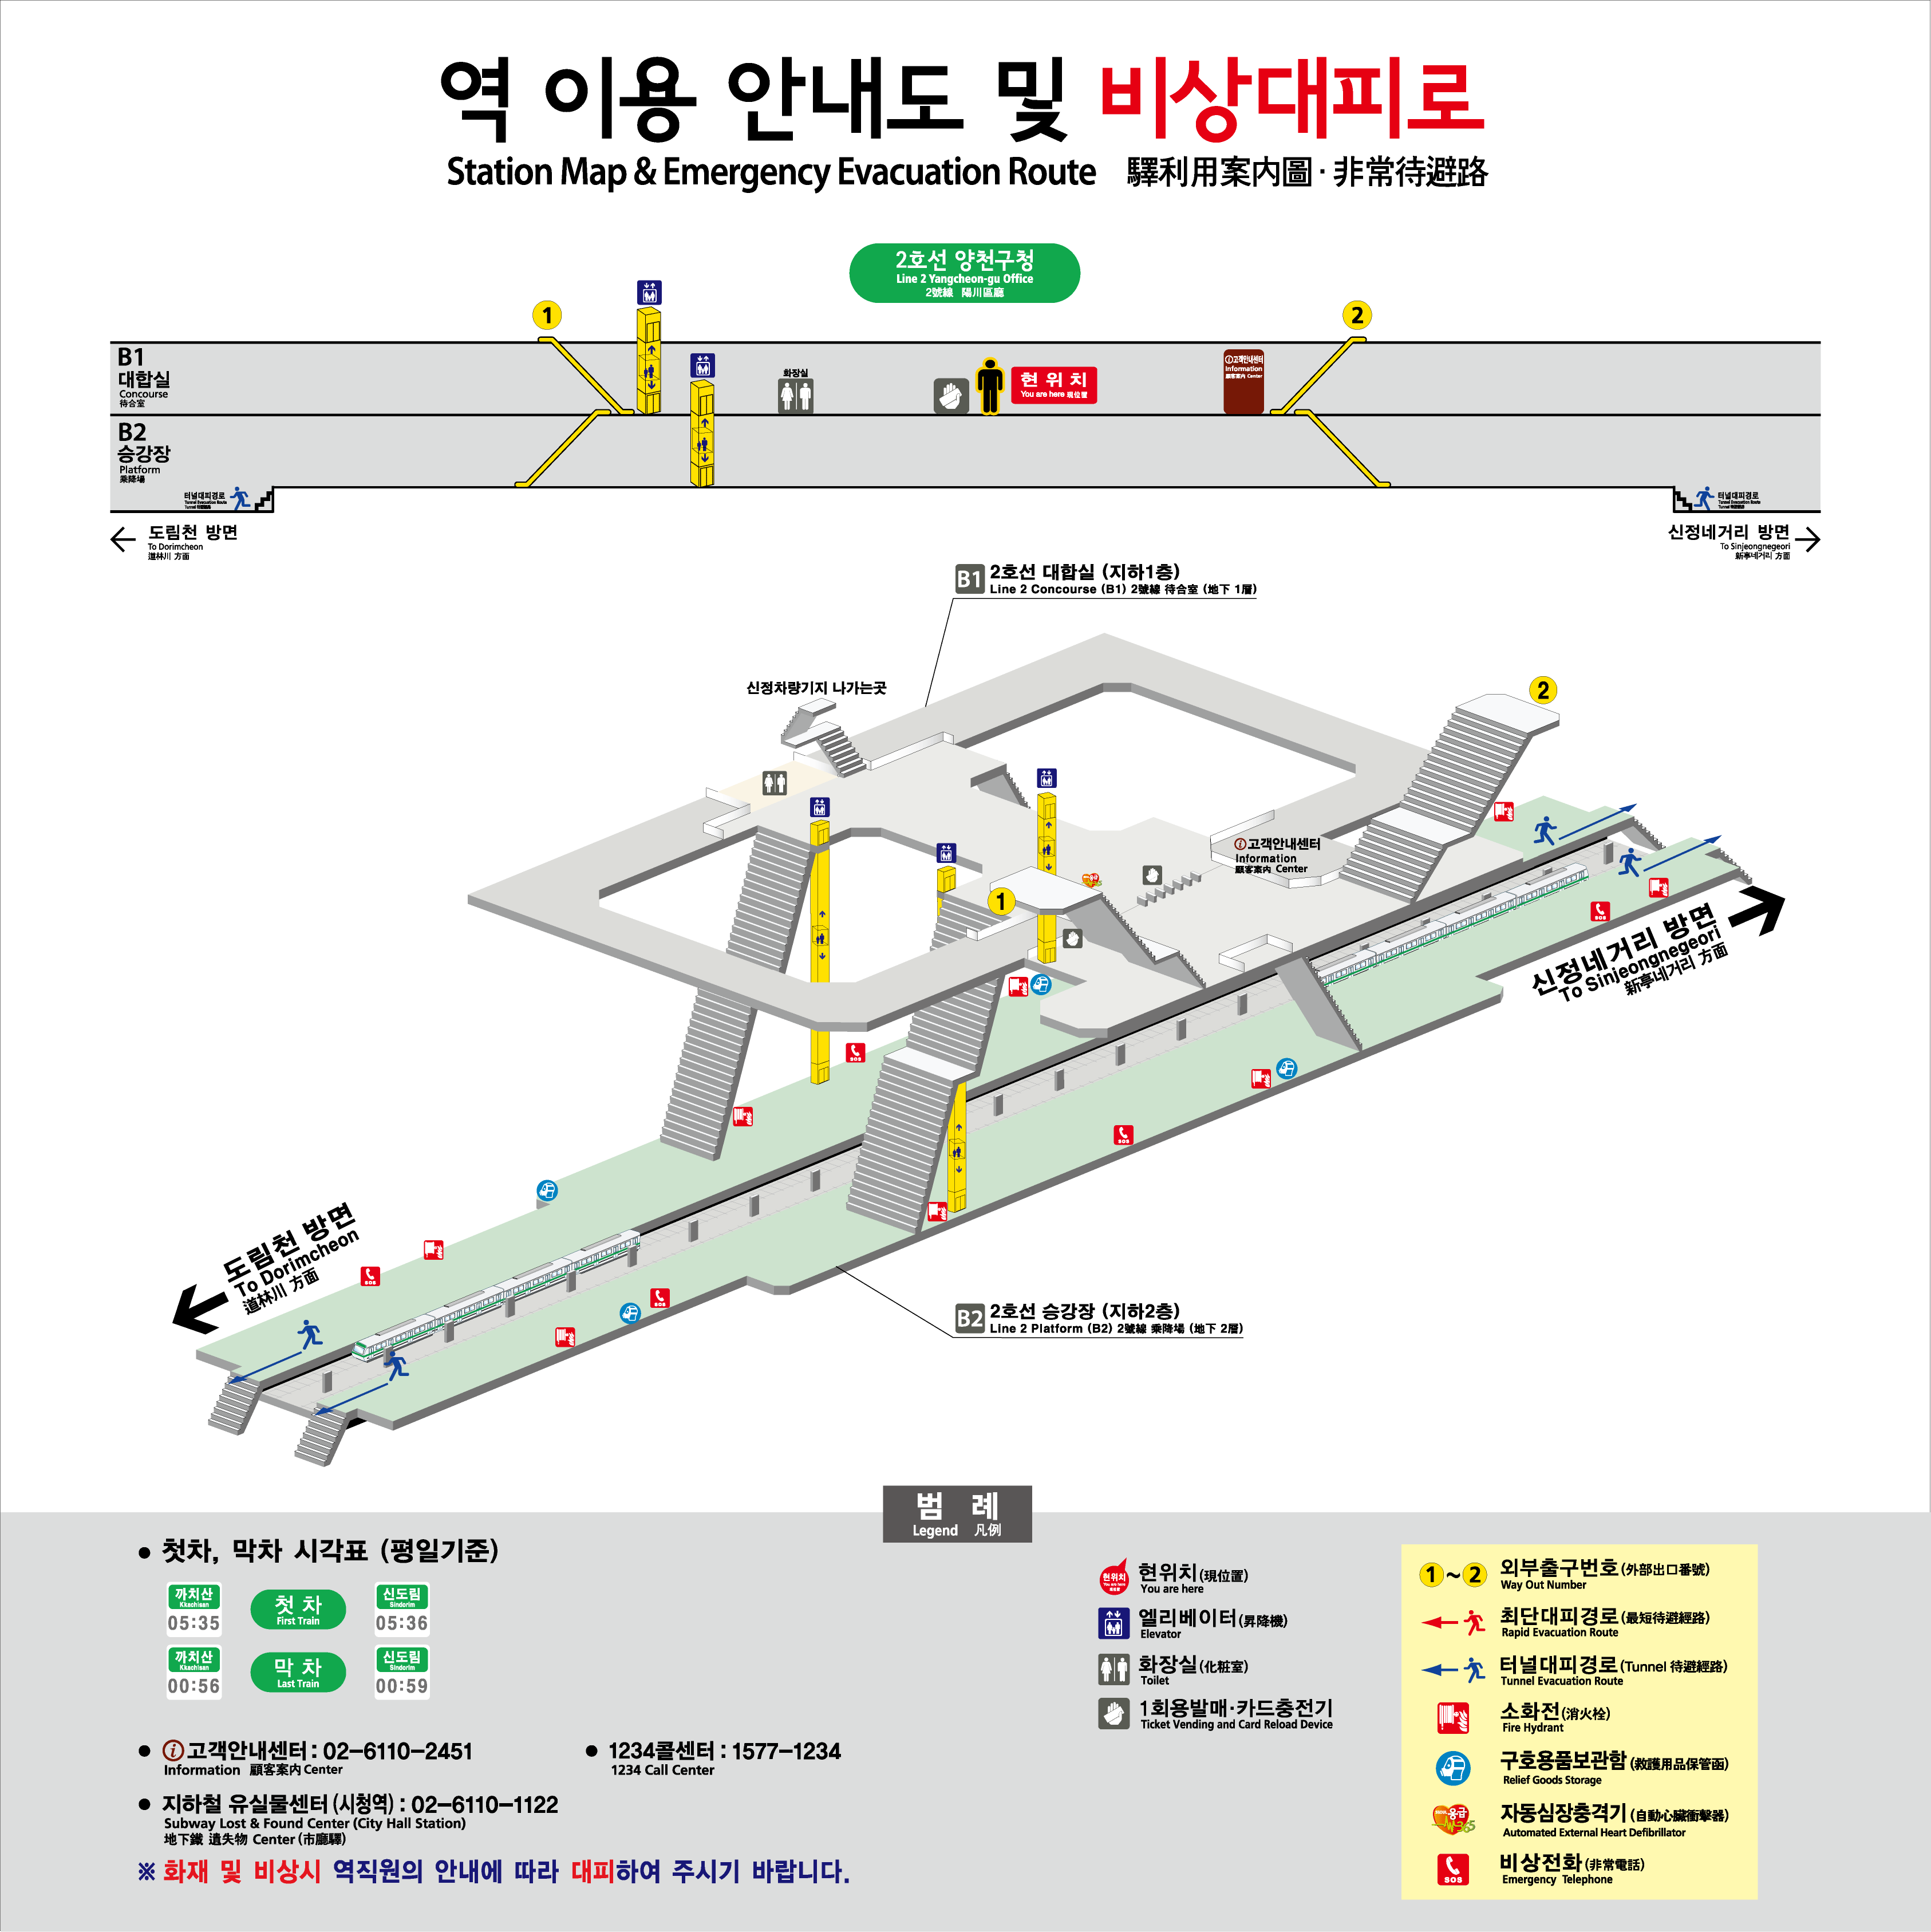 역 이용 안내도 및 비상대피로
Station Map & Emergency Evacuation Route 驛利用案內圖·非常待避路
2호선 양천구청
Line 2 Yangcheon-gu Office
2號線 陽川區廳
1
2
B1
대합실
Concourse
待合室
화장실
현 위 치
You are here 現位置
i 고객안내센터
Information
顧客案內 Center
B2
승강장
Platform
乘降場
터널대피경로
Tunnel Evacuation Route
터널대피경로
Tunnel Evacuation Route
도림천 방면
To Dorimcheon
道林川 方面
신정네거리 방면
To Sinjeongnegeori
新亭네거리 方面
B1 2호선 대합실 (지하1층)
Line 2 Concourse (B1) 2號線 待合室 (地下 1層)
신정차량기지 나가는곳
2
i 고객안내센터
Information
顧客案內 Center
1
신정네거리 방면
To Sinjeongnegeori
新亭네거리 方面
SOS
SOS
SOS
도림천 방면
To Dorimcheon
道林川 方面
SOS
SOS
B2 2호선 승강장 (지하2층)
Line 2 Platform (B2) 2號線 乘降場 (地下 2層)
범 례
Legend 凡例
● 첫차, 막차 시각표 (평일기준)
까치산
Kkachisan
05:35
첫 차
First Train
신도림
Sindorim
05:36
까치산
Kkachisan
00:56
막 차
Last Train
신도림
Sindorim
00:59
● i 고객안내센터 : 02-6110-2451
Information 顧客案內 Center
● 1234콜센터 : 1577-1234
1234 Call Center
● 지하철 유실물센터 (시청역) : 02-6110-1122
Subway Lost & Found Center (City Hall Station)
地下鐵 遺失物 Center (市廳驛)
※ 화재 및 비상시 역직원의 안내에 따라 대피하여 주시기 바랍니다.
현위치
You are here
現位置
현위치 (現位置)
You are here
엘리베이터 (昇降機)
Elevator
화장실 (化粧室)
Toilet
1회용발매·카드충전기
Ticket Vending and Card Reload Device
1 ~ 2 외부출구번호 (外部出口番號)
Way Out Number
최단대피경로 (最短待避經路)
Rapid Evacuation Route
터널대피경로 (Tunnel 待避經路)
Tunnel Evacuation Route
소화전 (消火栓)
Fire Hydrant
구호용품보관함 (救護用品保管函)
Relief Goods Storage
응급
365
자동심장충격기 (自動心臟衝擊器)
Automated External Heart Defibrillator
SOS
비상전화 (非常電話)
Emergency Telephone